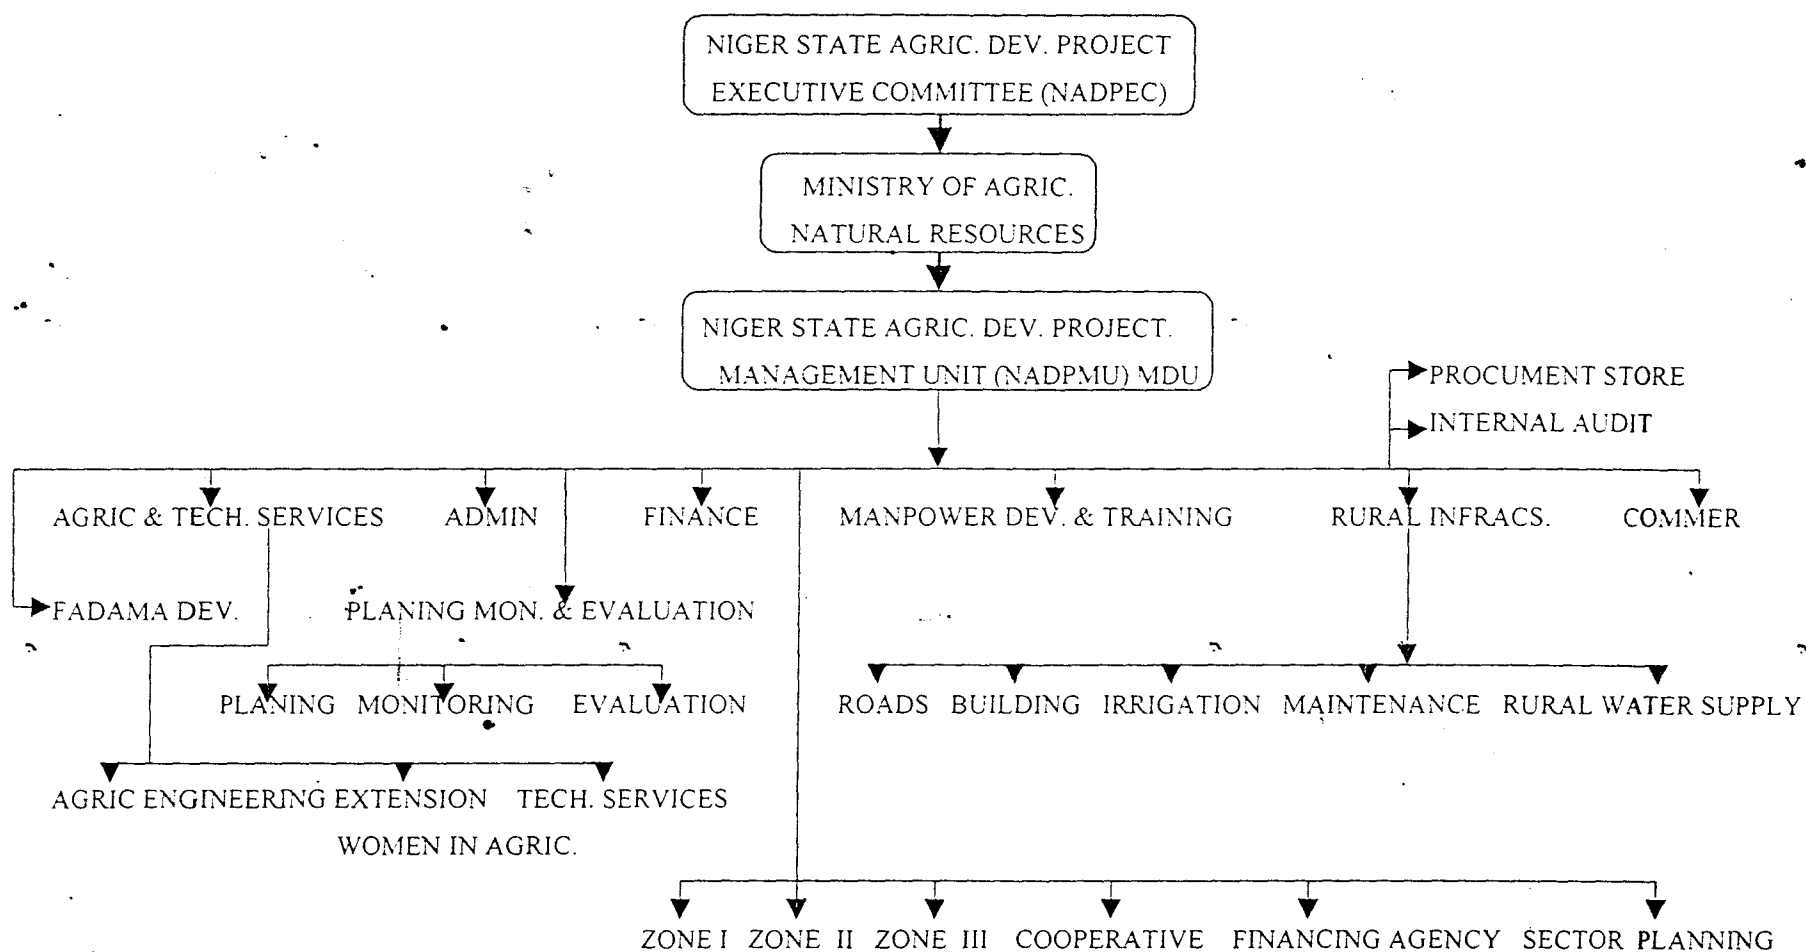 NIGER STATE AGRIC. DEV. PROJECT
EXECUTIVE COMMITTEE (NADPEC)
MINISTRY OF AGRIC.
NATURAL RESOURCES
NIGER STATE AGRIC. DEV. PROJECT.
MANAGEMENT UNIT (NADPMU) MDU
PROCUMENT STORE
INTERNAL AUDIT
AGRIC & TECH. SERVICES ADMIN FINANCE MANPOWER DEV. & TRAINING RURAL INFRACS. COMMER
FADAMA DEV. PLANING MON. & EVALUATION
PLANING MONITORING EVALUATION ROADS BUILDING IRRIGATION MAINTENANCE RURAL WATER SUPPLY
AGRIC ENGINEERING EXTENSION TECH. SERVICES
WOMEN IN AGRIC.
ZONE I ZONE II ZONE III COOPERATIVE FINANCING AGENCY SECTOR PLANNING